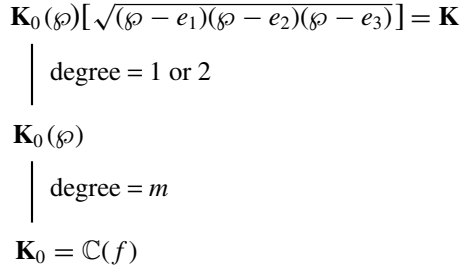 𝐊₀(℘)[√((℘ − e₁)(℘ − e₂)(℘ − e₃))] = 𝐊
degree = 1 or 2
𝐊₀(℘)
degree = m
𝐊₀ = ℂ(f)